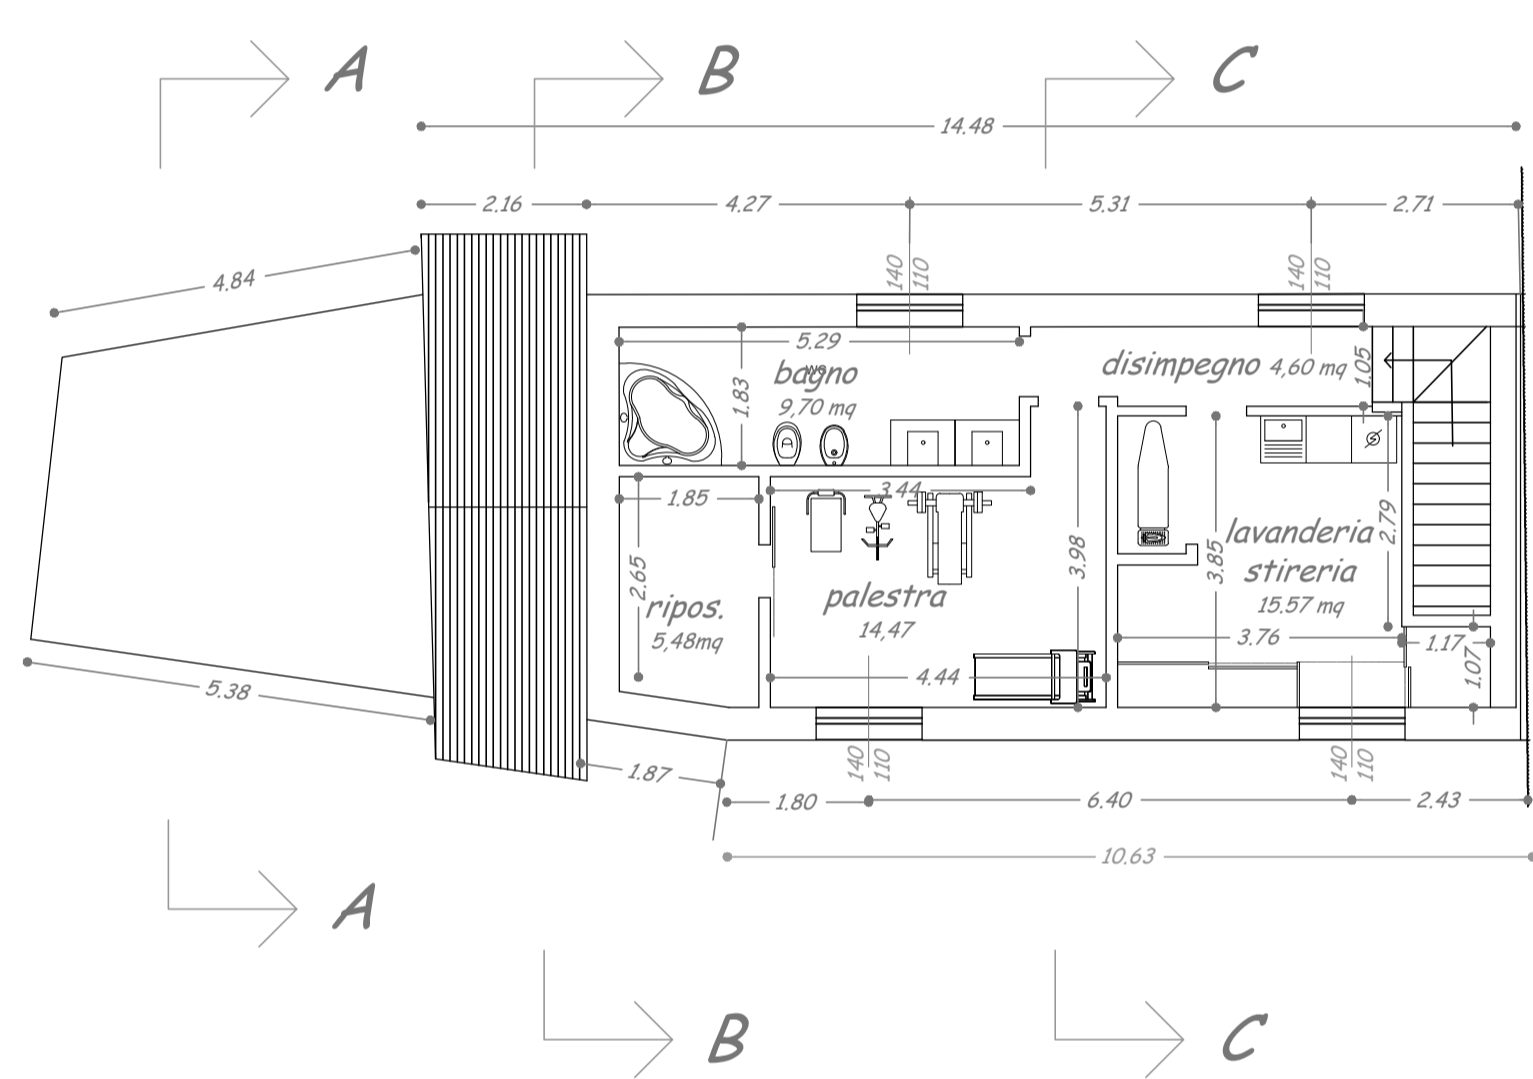 A
B
C
14.48
2.16
4.27
5.31
2.71
4.84
140
110
140
110
5.29
bagno
wc
9,70 mq
1.83
disimpegno 4,60 mq
1.05
1.85
3.44
2.65
ripos.
5,48mq
palestra
14,47
3.98
3.85
lavanderia
stireria
15.57 mq
2.79
3.76
1.17
1.07
4.44
5.38
1.87
140
110
140
110
1.80
6.40
2.43
10.63
A
B
C